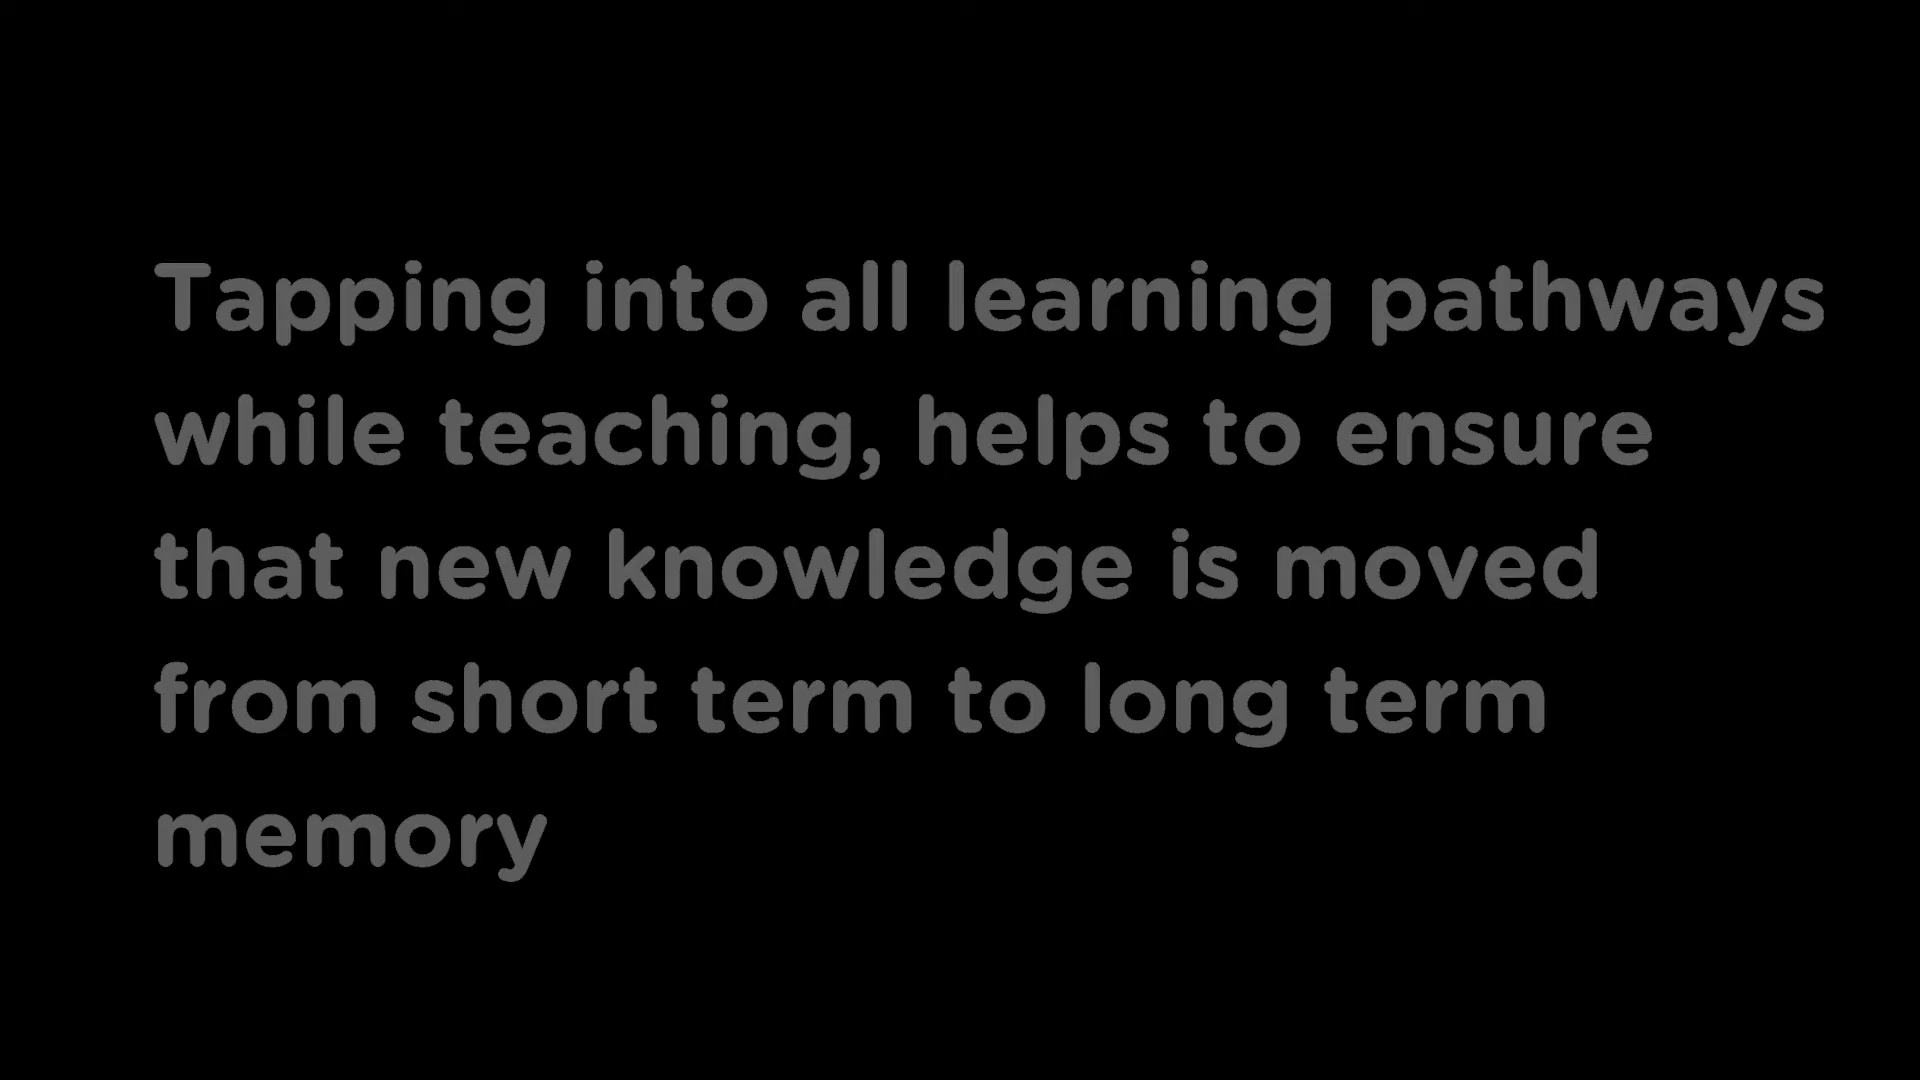 Tapping into all learning pathways
while teaching, helps to ensure
that new knowledge is moved
from short term to long term
memory